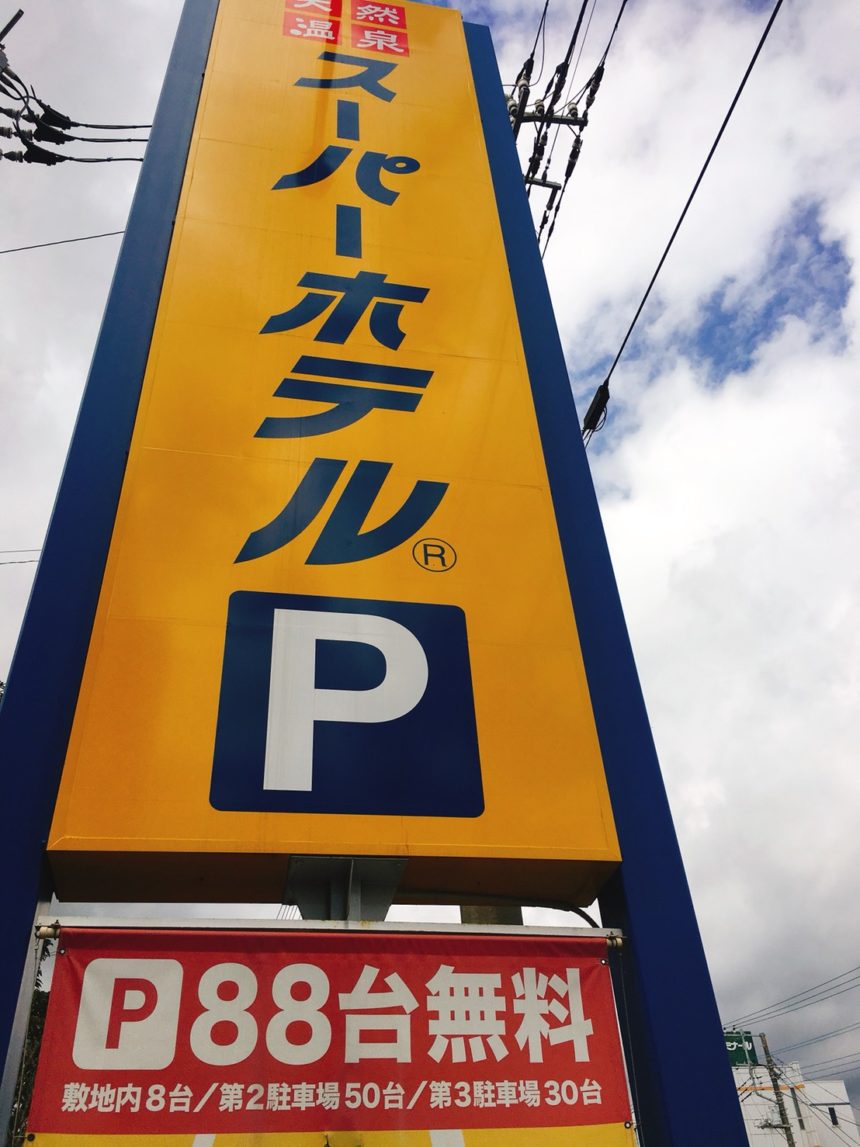 天然
温泉
スーパーホテル®
P
P88台無料
敷地内8台/第2駐車場50台/第3駐車場30台